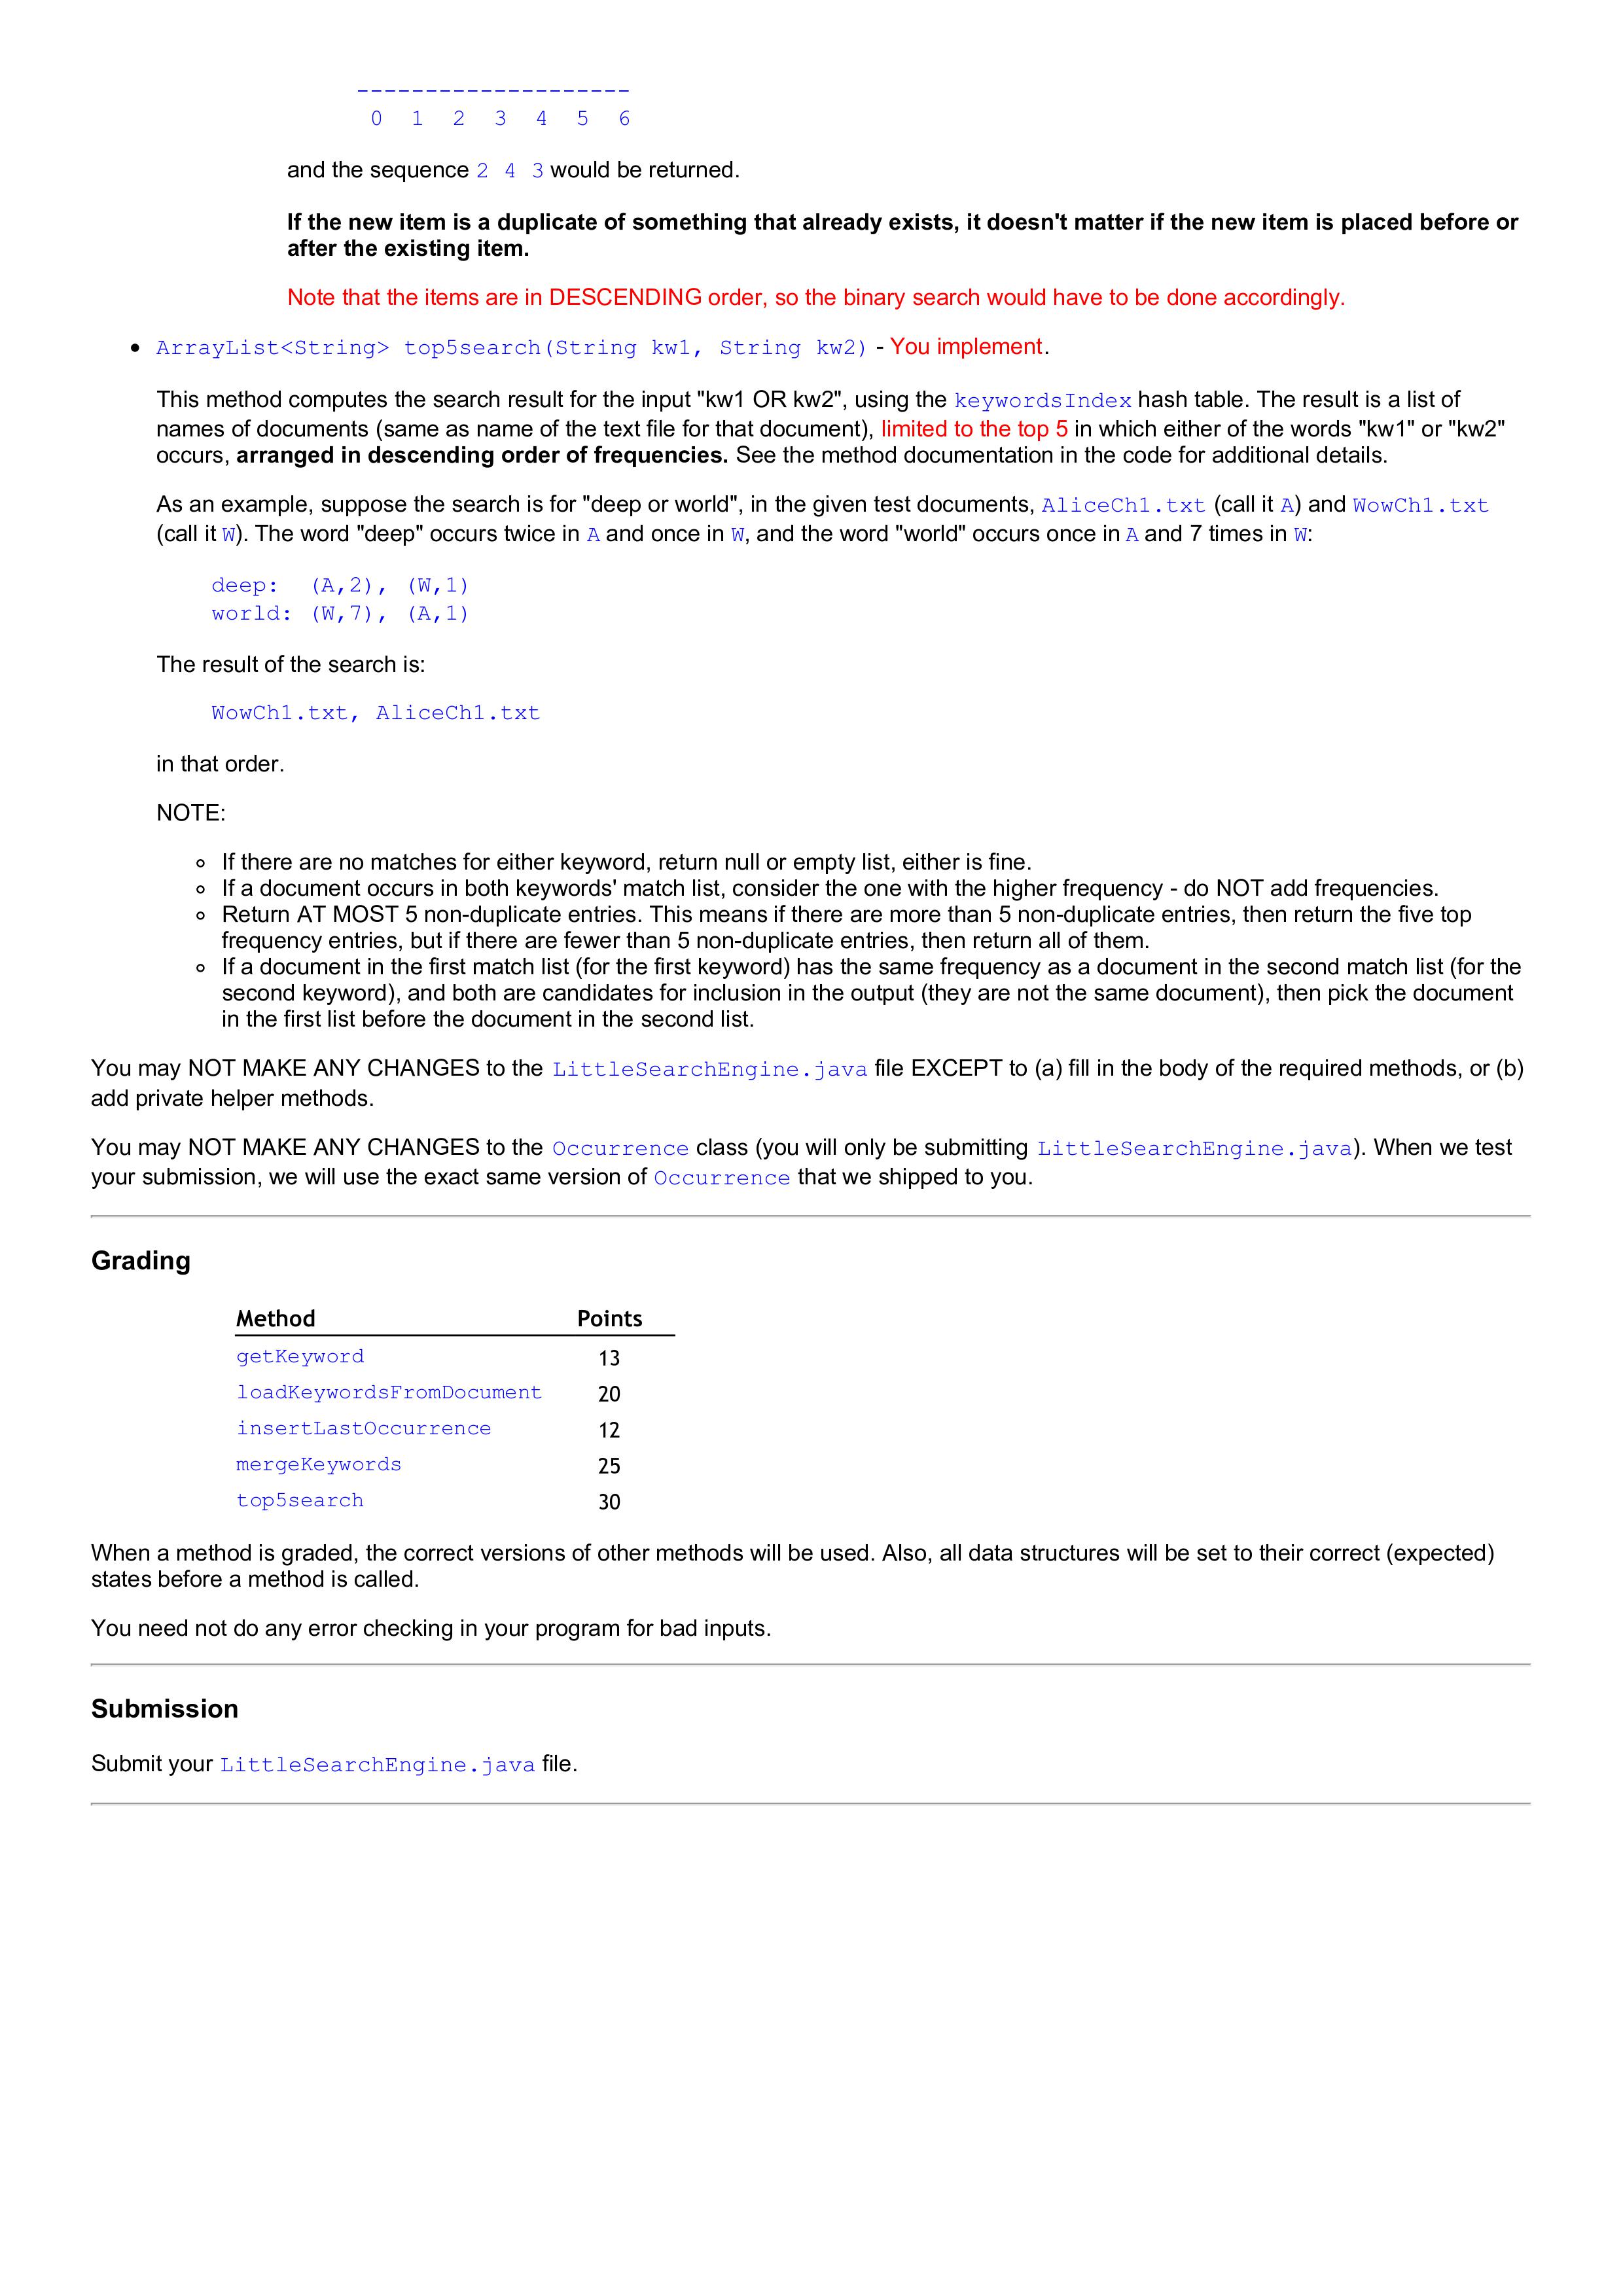 -------------------
0 1 2 3 4 5 6
and the sequence 2 4 3 would be returned.
If the new item is a duplicate of something that already exists, it doesn't matter if the new item is placed before or
after the existing item.
Note that the items are in DESCENDING order, so the binary search would have to be done accordingly.
• ArrayList<String> top5search(String kw1, String kw2) - You implement.
This method computes the search result for the input "kw1 OR kw2", using the keywordsIndex hash table. The result is a list of
names of documents (same as name of the text file for that document), limited to the top 5 in which either of the words "kw1" or "kw2"
occurs, arranged in descending order of frequencies. See the method documentation in the code for additional details.
As an example, suppose the search is for "deep or world", in the given test documents, AliceCh1.txt (call it A) and WowCh1.txt
(call it W). The word "deep" occurs twice in A and once in W, and the word "world" occurs once in A and 7 times in W:
deep: (A,2), (W,1)
world: (W,7), (A,1)
The result of the search is:
WowCh1.txt, AliceCh1.txt
in that order.
NOTE:
◦ If there are no matches for either keyword, return null or empty list, either is fine.
◦ If a document occurs in both keywords' match list, consider the one with the higher frequency - do NOT add frequencies.
◦ Return AT MOST 5 non-duplicate entries. This means if there are more than 5 non-duplicate entries, then return the five top
frequency entries, but if there are fewer than 5 non-duplicate entries, then return all of them.
◦ If a document in the first match list (for the first keyword) has the same frequency as a document in the second match list (for the
second keyword), and both are candidates for inclusion in the output (they are not the same document), then pick the document
in the first list before the document in the second list.
You may NOT MAKE ANY CHANGES to the LittleSearchEngine.java file EXCEPT to (a) fill in the body of the required methods, or (b)
add private helper methods.
You may NOT MAKE ANY CHANGES to the Occurrence class (you will only be submitting LittleSearchEngine.java). When we test
your submission, we will use the exact same version of Occurrence that we shipped to you.
Grading
Method Points
getKeyword 13
loadKeywordsFromDocument 20
insertLastOccurrence 12
mergeKeywords 25
top5search 30
When a method is graded, the correct versions of other methods will be used. Also, all data structures will be set to their correct (expected)
states before a method is called.
You need not do any error checking in your program for bad inputs.
Submission
Submit your LittleSearchEngine.java file.